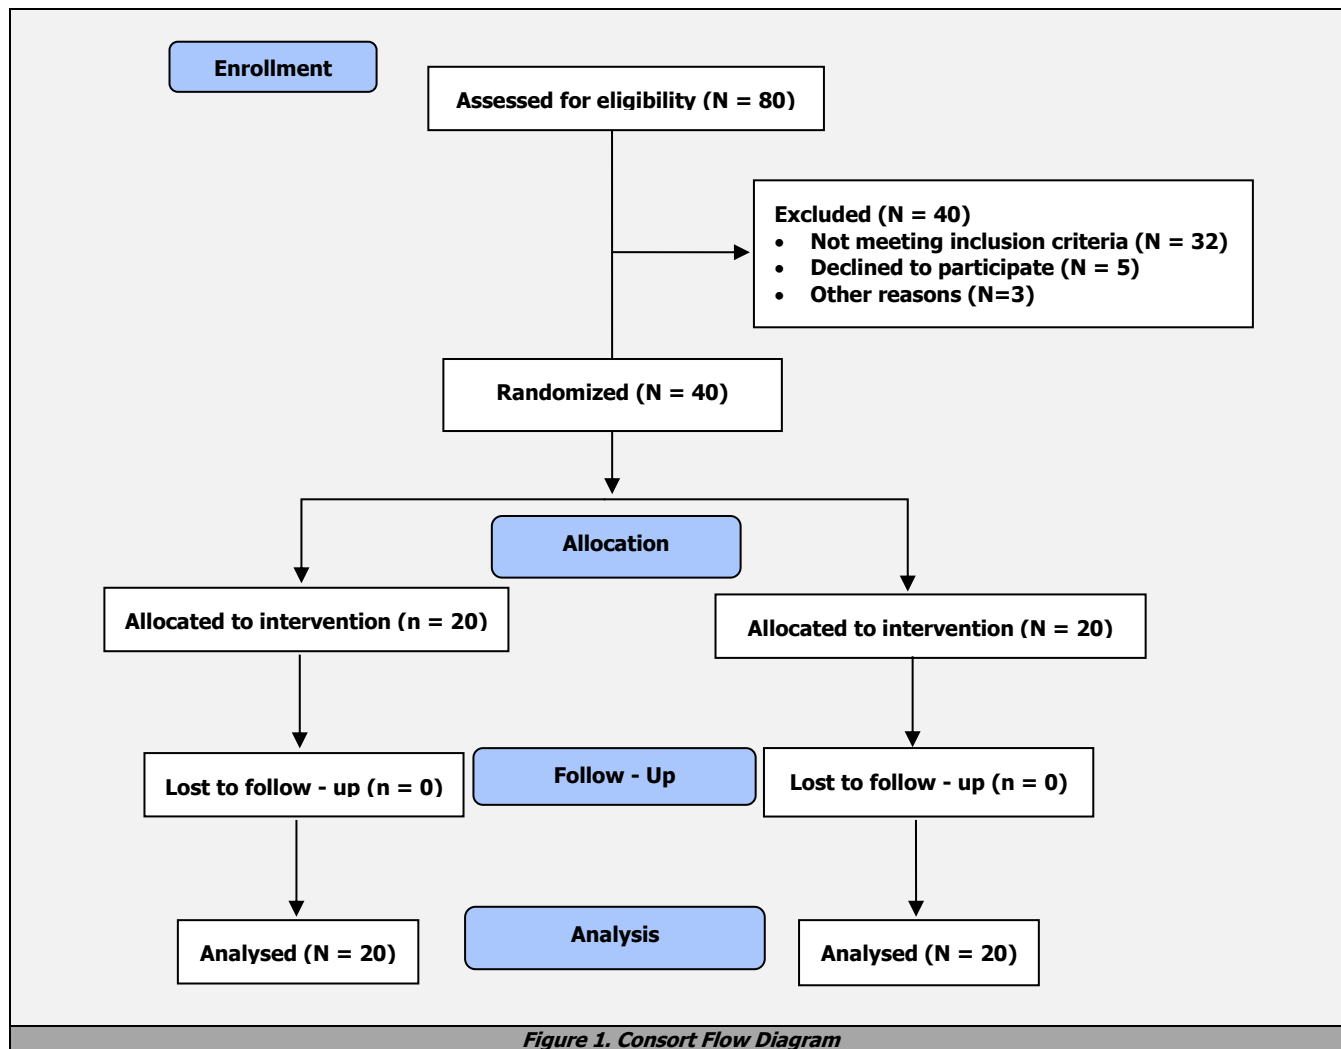 Enrollment
Assessed for eligibility (N = 80)
Excluded (N = 40)
• Not meeting inclusion criteria (N = 32)
• Declined to participate (N = 5)
• Other reasons (N=3)
Randomized (N = 40)
Allocation
Allocated to intervention (n = 20)
Allocated to intervention (N = 20)
Lost to follow - up (n = 0)
Follow - Up
Lost to follow - up (n = 0)
Analysed (N = 20)
Analysis
Analysed (N = 20)
Figure 1. Consort Flow Diagram